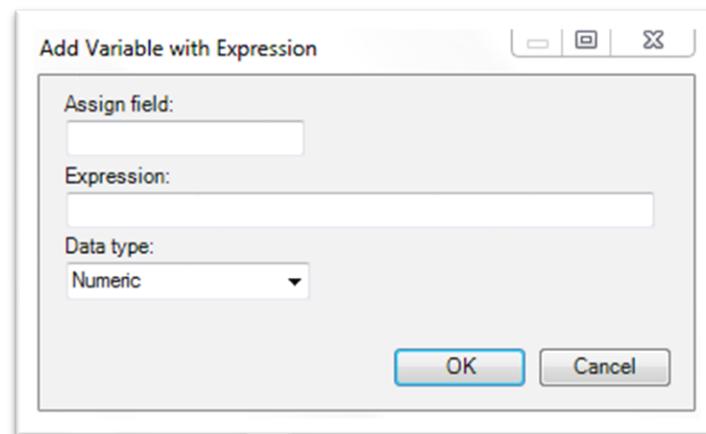 Add Variable with Expression
Assign field:
Expression:
Data type:
Numeric
OK Cancel